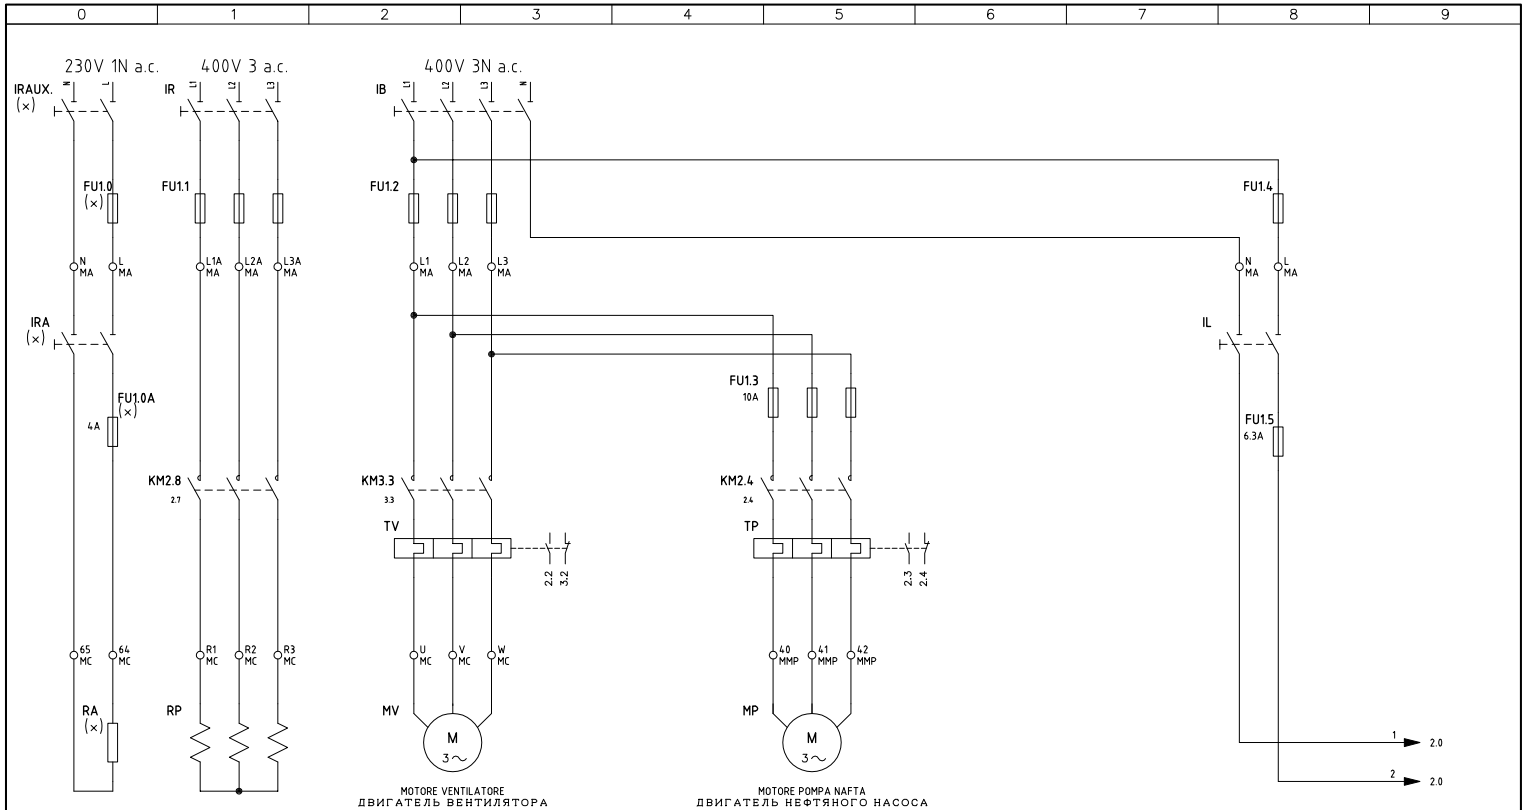 0 1 2 3 4 5 6 7 8 9
230V 1N a.c. 400V 3 a.c. 400V 3N a.c.
N L L1 L2 L3 L1 L2 L3 N
IRAUX. IR IB
(×)
FU1.0 FU1.1 FU1.2 FU1.4
(×)
N L L1A L2A L3A L1 L2 L3 N L
MA MA MA MA MA MA MA MA MA MA
IRA IL
(×)
FU1.3
10A
FU1.0A
(×)
4A
FU1.5
6.3A
KM2.8 KM3.3 KM2.4
2.7 3.3 2.4
TV TP
2.2 3.2 2.3 2.4
65 64 R1 R2 R3 U V W 40 41 42
MC MC MC MC MC MC MC MC MMP MMP MMP
RA RP MV MP
(×)
M M
3~ 3~
1 2.0
2 2.0
MOTORE VENTILATORE MOTORE POMPA NAFTA
ДВИГАТЕЛЬ ВЕНТИЛЯТОРА ДВИГАТЕЛЬ НЕФТЯНОГО НАСОСА